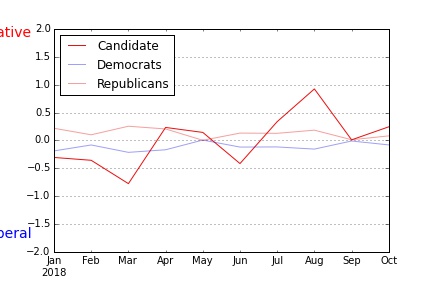 2.0
ative
1.5
1.0
0.5
0.0
−0.5
−1.0
−1.5
peral
−2.0
Candidate
Democrats
Republicans
Jan Feb Mar Apr May Jun Jul Aug Sep Oct
2018